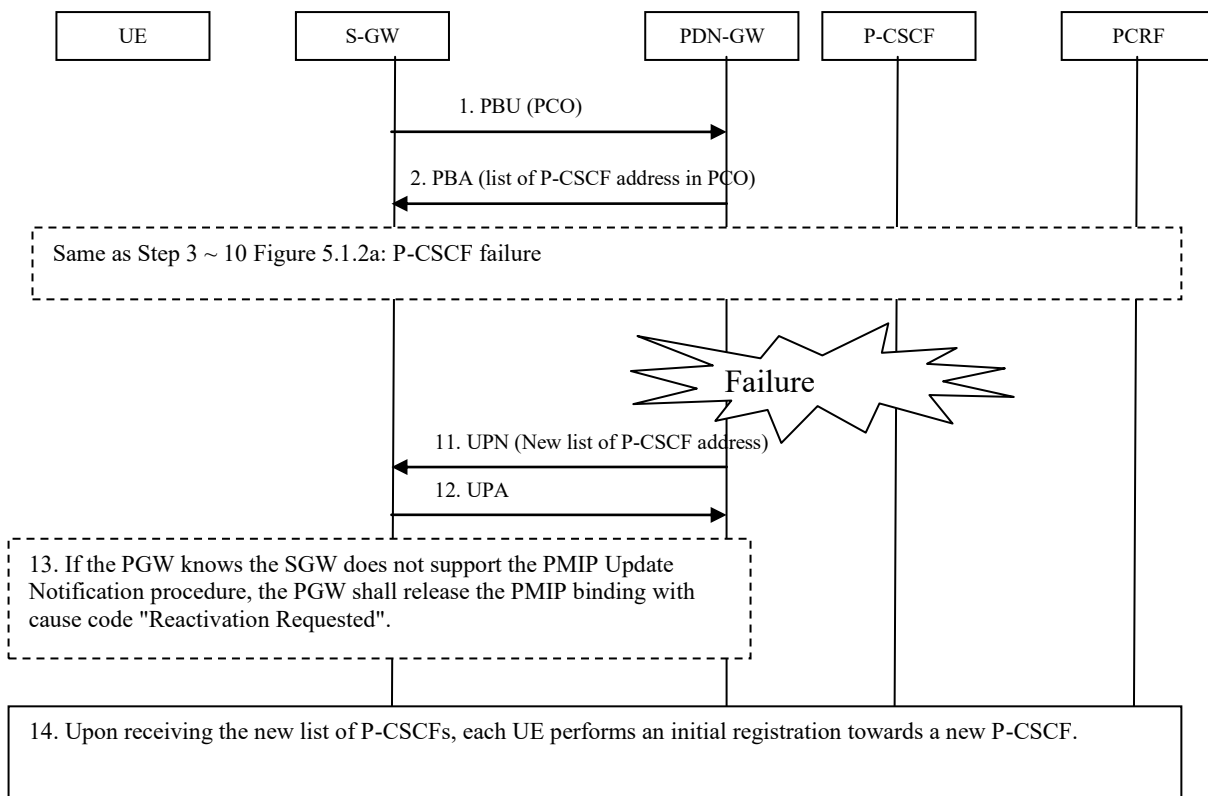 UE
S-GW
PDN-GW
P-CSCF
PCRF
1. PBU (PCO)
2. PBA (list of P-CSCF address in PCO)
Same as Step 3 ~ 10 Figure 5.1.2a: P-CSCF failure
Failure
11. UPN (New list of P-CSCF address)
12. UPA
13. If the PGW knows the SGW does not support the PMIP Update
Notification procedure, the PGW shall release the PMIP binding with
cause code "Reactivation Requested".
14. Upon receiving the new list of P-CSCFs, each UE performs an initial registration towards a new P-CSCF.